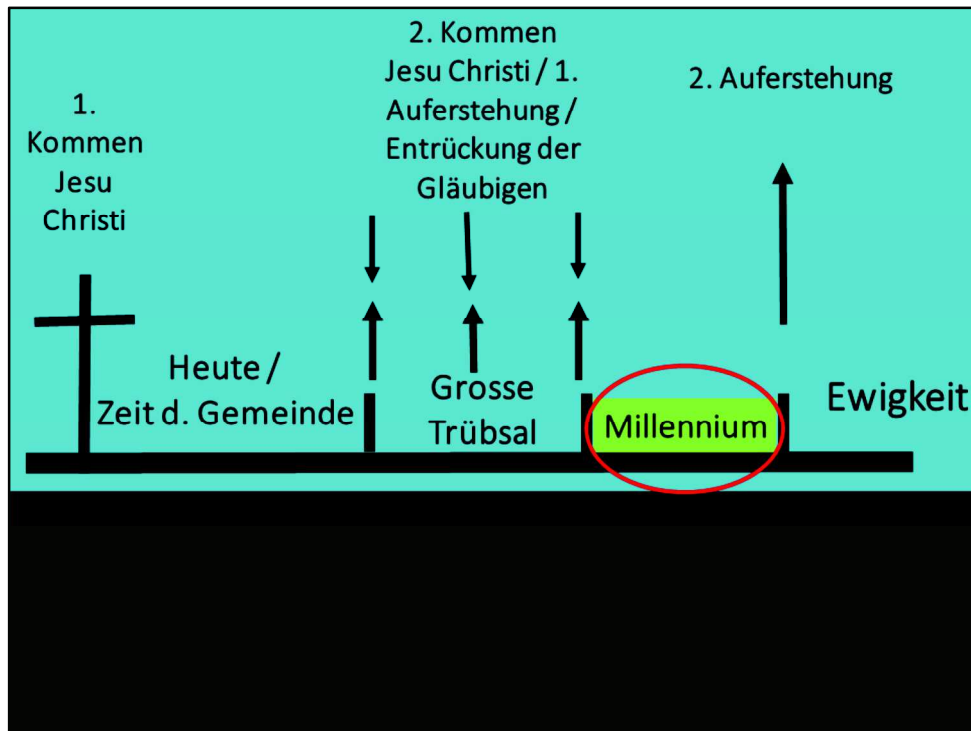 1.
Kommen
Jesu
Christi
2. Kommen
Jesu Christi / 1.
Auferstehung /
Entrückung der
Gläubigen
2. Auferstehung
Heute /
Zeit d. Gemeinde
Grosse
Trübsal
Millennium
Ewigkeit